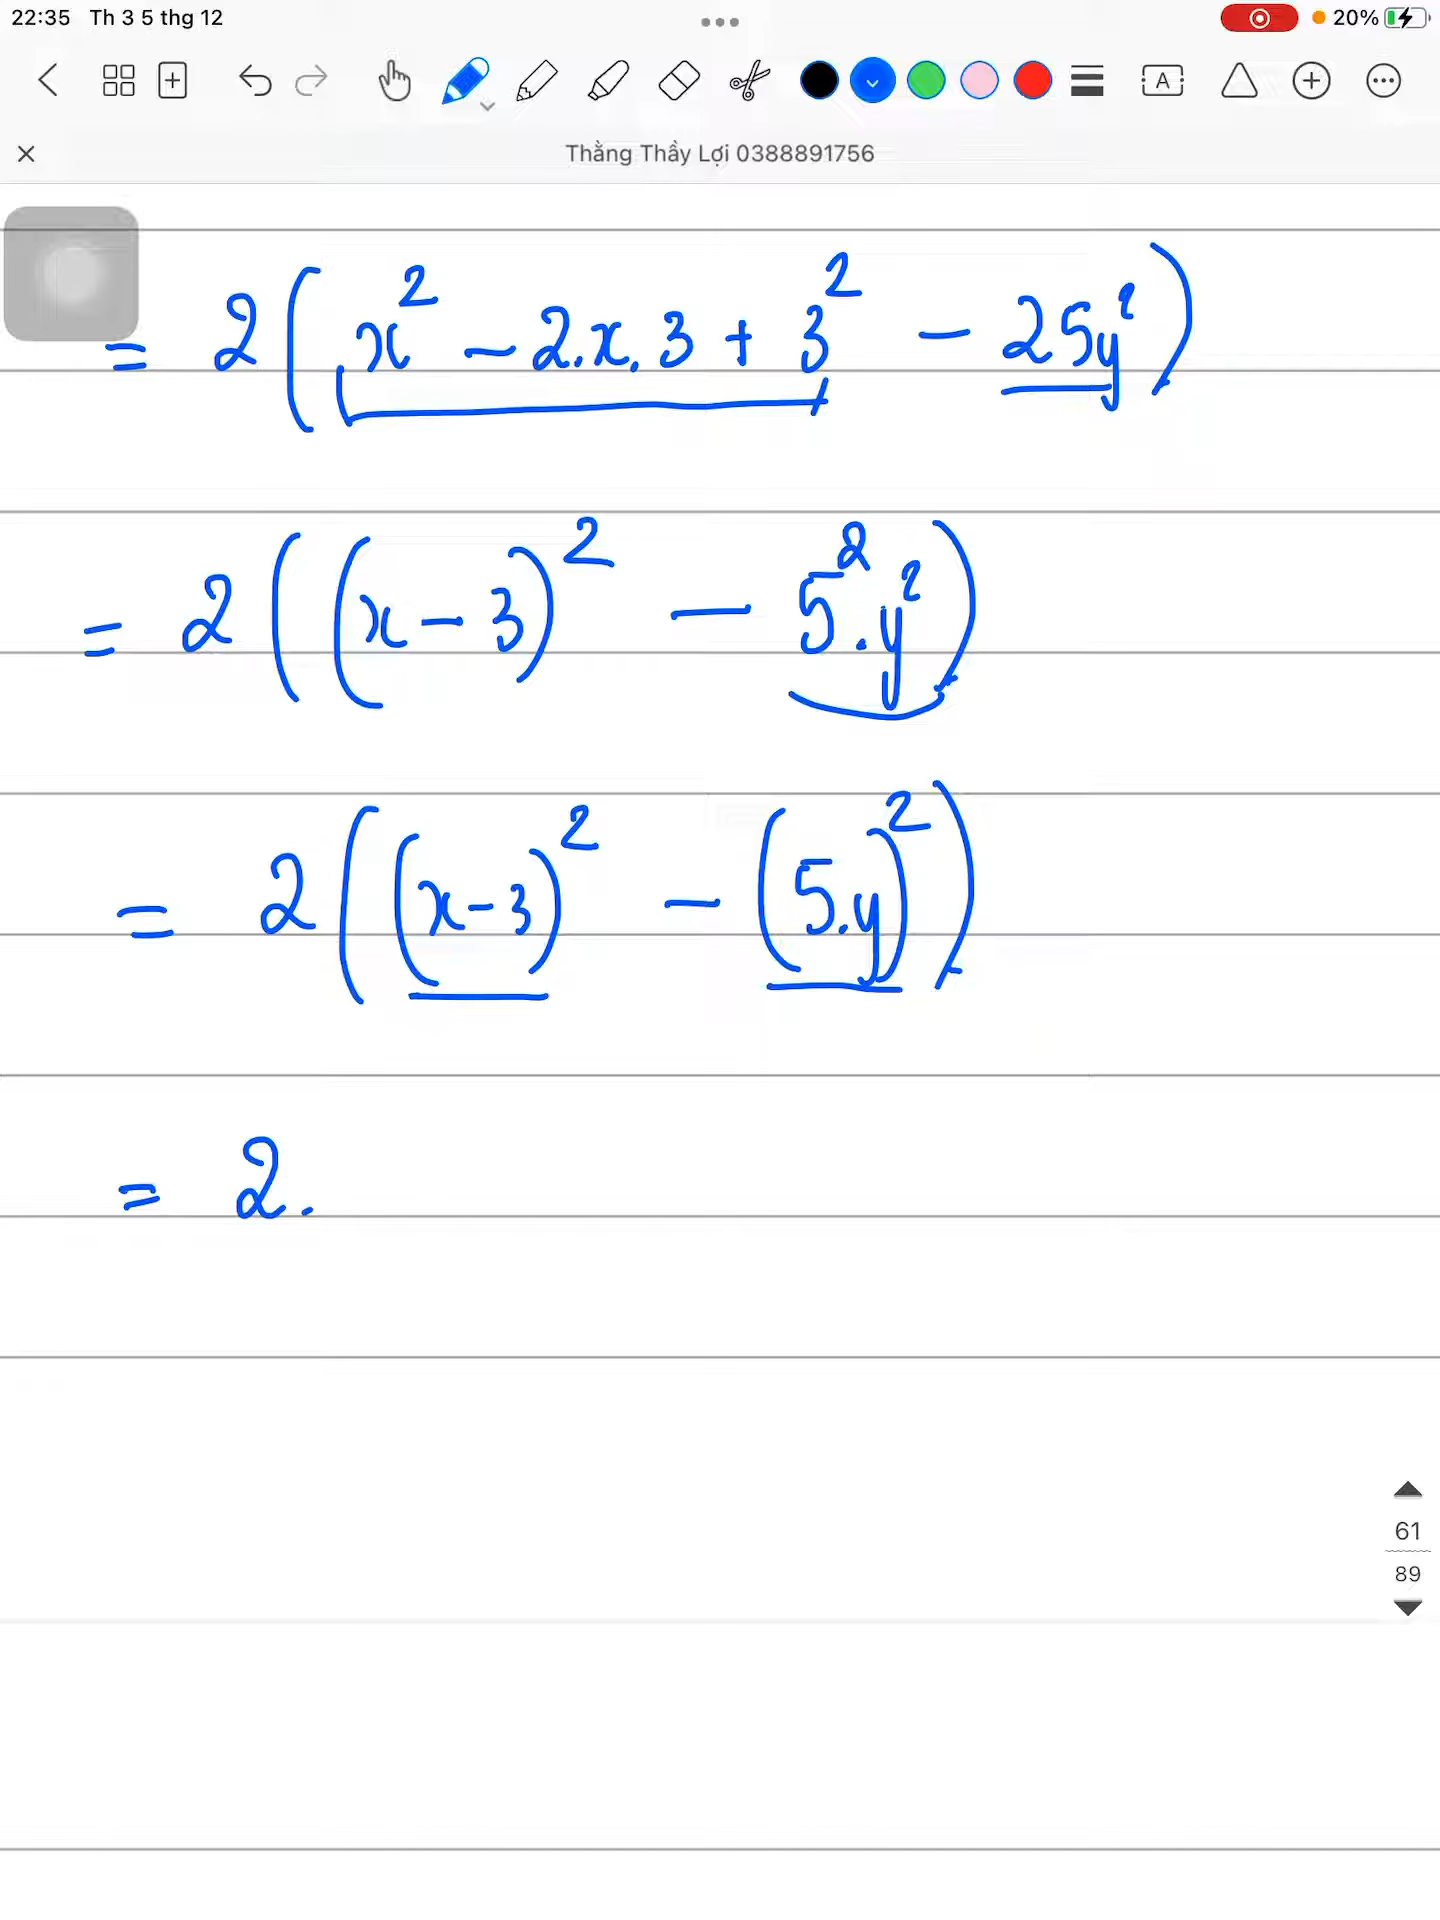 22:35 Th 3 5 thg 12
20%
A
Thằng Thầy Lợi 0388891756
= 2(x² - 2.x.3 + 3² - 25y²)
= 2((x - 3)² - 5².y²)
= 2((x - 3)² - (5.y)²)
= 2.
61
89